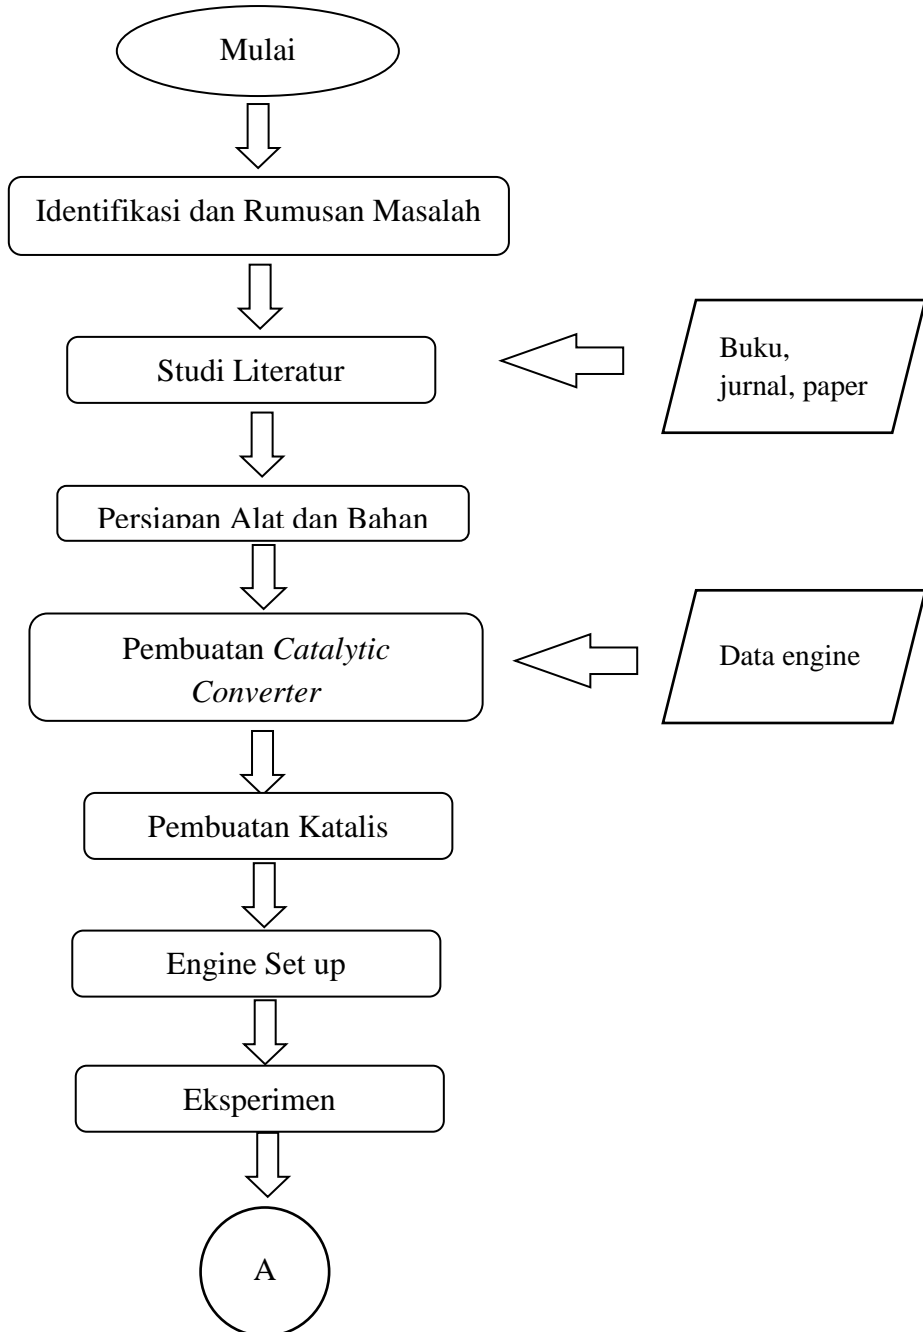 Mulai
Identifikasi dan Rumusan Masalah
Studi Literatur
Buku,
jurnal, paper
Persiapan Alat dan Bahan
Pembuatan Catalytic
Converter
Data engine
Pembuatan Katalis
Engine Set up
Eksperimen
A